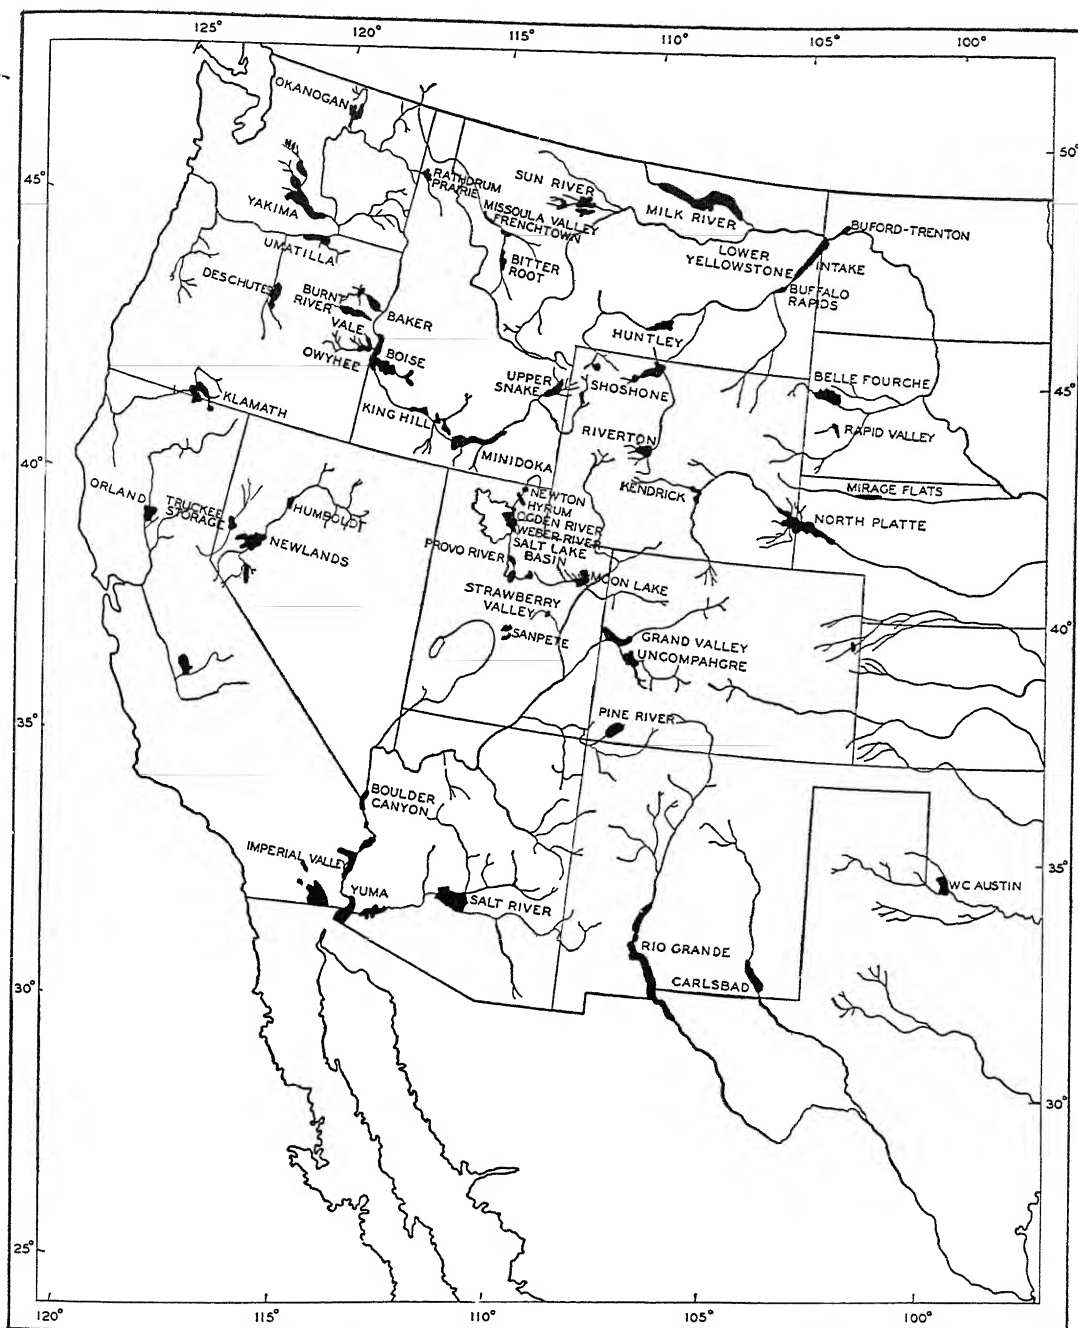 125°
120°
115°
110°
105°
100°
50°
45°
OKANOGAN
RATHDRUM
PRAIRIE
SUN RIVER
MISSOULA VALLEY
FRENCHTOWN
MILK RIVER
BUFORD-TRENTON
YAKIMA
UMATILLA
BITTER
ROOT
LOWER
YELLOWSTONE
INTAKE
BUFFALO
RAPIDS
DESCHUTES
BURNT
RIVER
BAKER
VALE
OWYHEE
BOISE
HUNTLEY
UPPER
SNAKE
SHOSHONE
BELLE FOURCHE
45°
KLAMATH
KING HILL
MINIDOKA
RIVERTON
RAPID VALLEY
40°
ORLAND
TRUCKEE
STORAGE
HUMBOLDT
NEWLANDS
NEWTON
HYRUM
OGDEN RIVER
WEBER RIVER
SALT LAKE
BASIN
PROVO RIVER
KENDRICK
MIRAGE FLATS
NORTH PLATTE
MOON LAKE
STRAWBERRY
VALLEY
SANPETE
GRAND VALLEY
UNCOMPAHGRE
40°
35°
PINE RIVER
BOULDER
CANYON
IMPERIAL VALLEY
YUMA
SALT RIVER
35°
WC AUSTIN
RIO GRANDE
CARLSBAD
30°
30°
25°
120°
115°
110°
105°
100°